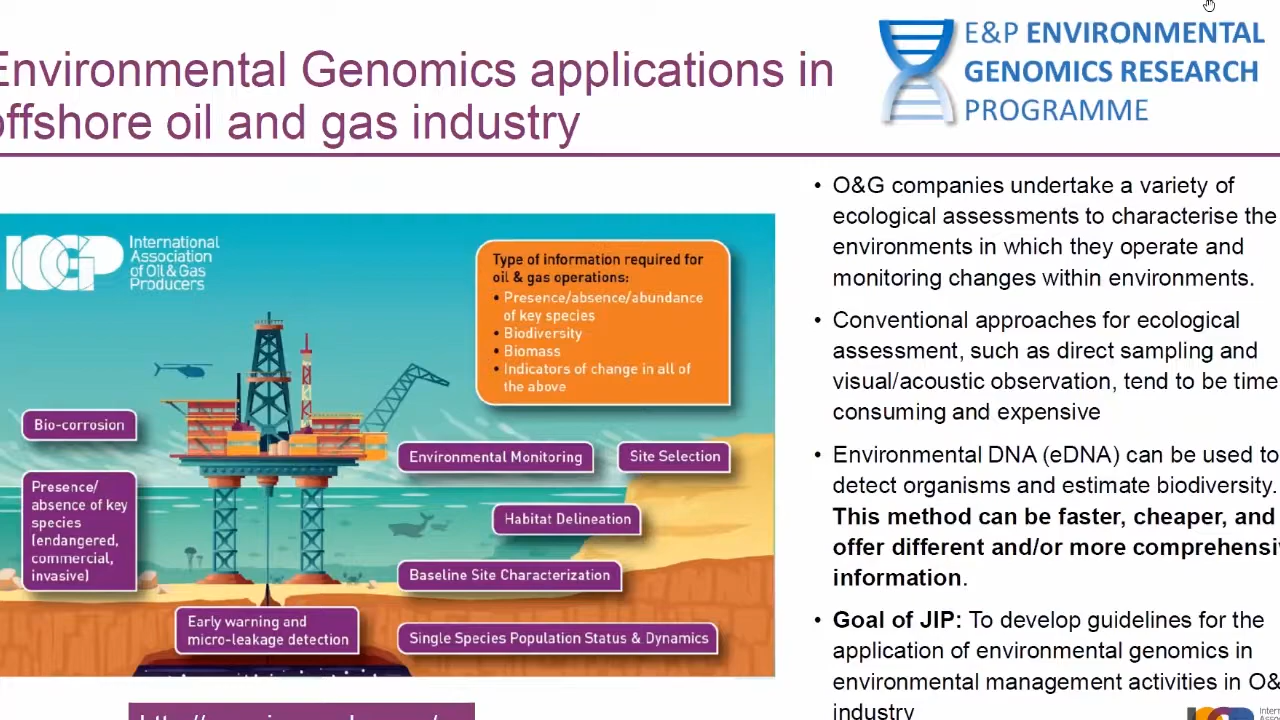 Environmental Genomics applications in
offshore oil and gas industry
E&P ENVIRONMENTAL
GENOMICS RESEARCH
PROGRAMME
IOGP
International
Association
of Oil & Gas
Producers
Type of information required for
oil & gas operations:
• Presence/absence/abundance
of key species
• Biodiversity
• Biomass
• Indicators of change in all of
the above
Bio-corrosion
Environmental Monitoring
Site Selection
Presence/
absence of key
species
(endangered,
commercial,
invasive)
Habitat Delineation
Baseline Site Characterization
Early warning and
micro-leakage detection
Single Species Population Status & Dynamics
• O&G companies undertake a variety of
ecological assessments to characterise the
environments in which they operate and
monitoring changes within environments.
• Conventional approaches for ecological
assessment, such as direct sampling and
visual/acoustic observation, tend to be time
consuming and expensive
• Environmental DNA (eDNA) can be used to
detect organisms and estimate biodiversity.
This method can be faster, cheaper, and
offer different and/or more comprehensi
information.
• Goal of JIP: To develop guidelines for the
application of environmental genomics in
environmental management activities in O&
industry